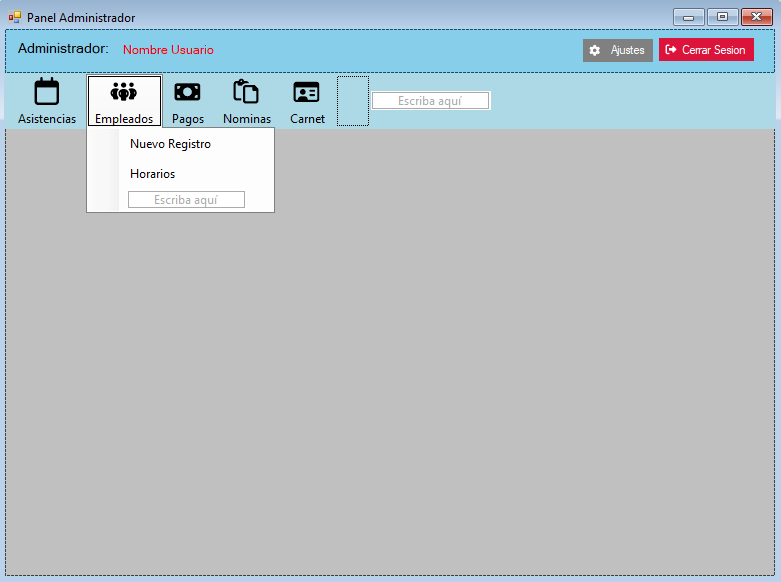 Panel Administrador
Administrador: Nombre Usuario
Ajustes
Cerrar Sesion
Asistencias
Empleados
Pagos
Nominas
Carnet
Escriba aquí
Nuevo Registro
Horarios
Escriba aquí